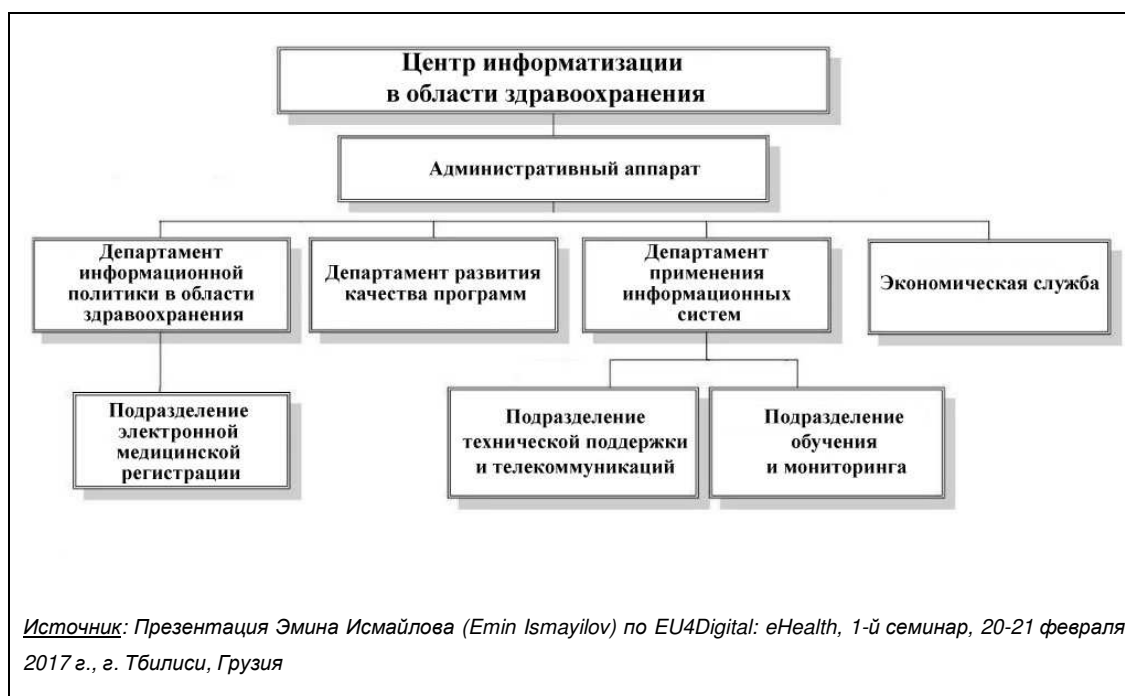 Центр информатизации
в области здравоохранения
Административный аппарат
Департамент
информационной
политики в области
здравоохранения
Департамент развития
качества программ
Департамент
применения
информационных
систем
Экономическая служба
Подразделение
электронной
медицинской
регистрации
Подразделение
технической поддержки
и телекоммуникаций
Подразделение
обучения
и мониторинга
Источник: Презентация Эмина Исмайлова (Emin Ismayilov) по EU4Digital: eHealth, 1-й семинар, 20-21 февраля
2017 г., г. Тбилиси, Грузия